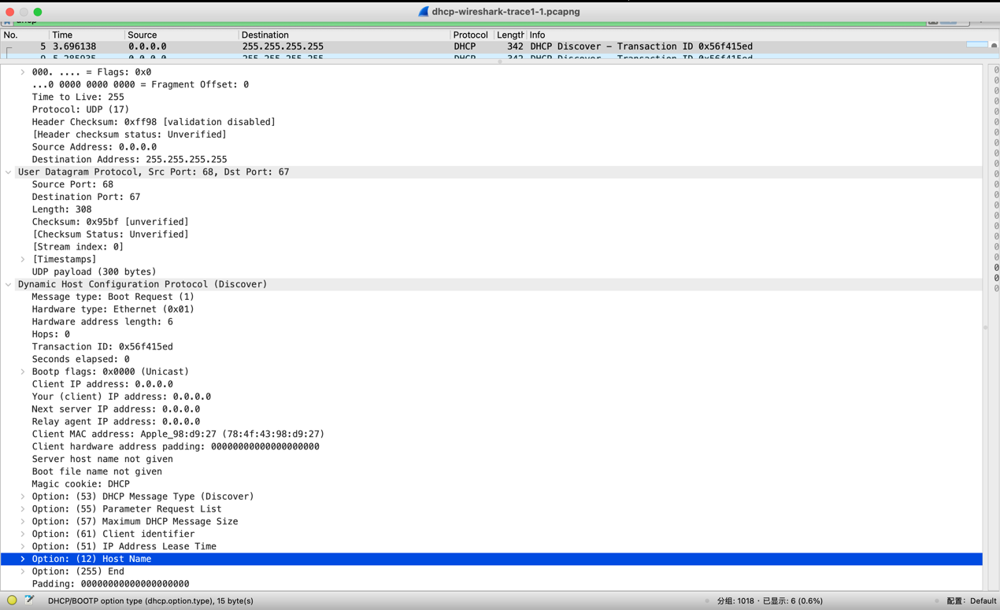 dhcp-wireshark-trace1-1.pcapng
dhcp
No. Time Source Destination Protocol Length Info
5 3.696138 0.0.0.0 255.255.255.255 DHCP 342 DHCP Discover – Transaction ID 0x56f415ed
9 5.285935 0.0.0.0 255.255.255.255 DHCP 342 DHCP Discover – Transaction ID 0x56f415ed
000. .... = Flags: 0x0
...0 0000 0000 0000 = Fragment Offset: 0
Time to Live: 255
Protocol: UDP (17)
Header Checksum: 0xff98 [validation disabled]
[Header checksum status: Unverified]
Source Address: 0.0.0.0
Destination Address: 255.255.255.255
User Datagram Protocol, Src Port: 68, Dst Port: 67
Source Port: 68
Destination Port: 67
Length: 308
Checksum: 0x95bf [unverified]
[Checksum Status: Unverified]
[Stream index: 0]
[Timestamps]
UDP payload (300 bytes)
Dynamic Host Configuration Protocol (Discover)
Message type: Boot Request (1)
Hardware type: Ethernet (0x01)
Hardware address length: 6
Hops: 0
Transaction ID: 0x56f415ed
Seconds elapsed: 0
Bootp flags: 0x0000 (Unicast)
Client IP address: 0.0.0.0
Your (client) IP address: 0.0.0.0
Next server IP address: 0.0.0.0
Relay agent IP address: 0.0.0.0
Client MAC address: Apple_98:d9:27 (78:4f:43:98:d9:27)
Client hardware address padding: 00000000000000000000
Server host name not given
Boot file name not given
Magic cookie: DHCP
Option: (53) DHCP Message Type (Discover)
Option: (55) Parameter Request List
Option: (57) Maximum DHCP Message Size
Option: (61) Client identifier
Option: (51) IP Address Lease Time
Option: (12) Host Name
Option: (255) End
Padding: 00000000000000000000
DHCP/BOOTP option type (dhcp.option.type), 15 byte(s)
分组: 1018 · 已显示: 6 (0.6%)
配置: Default